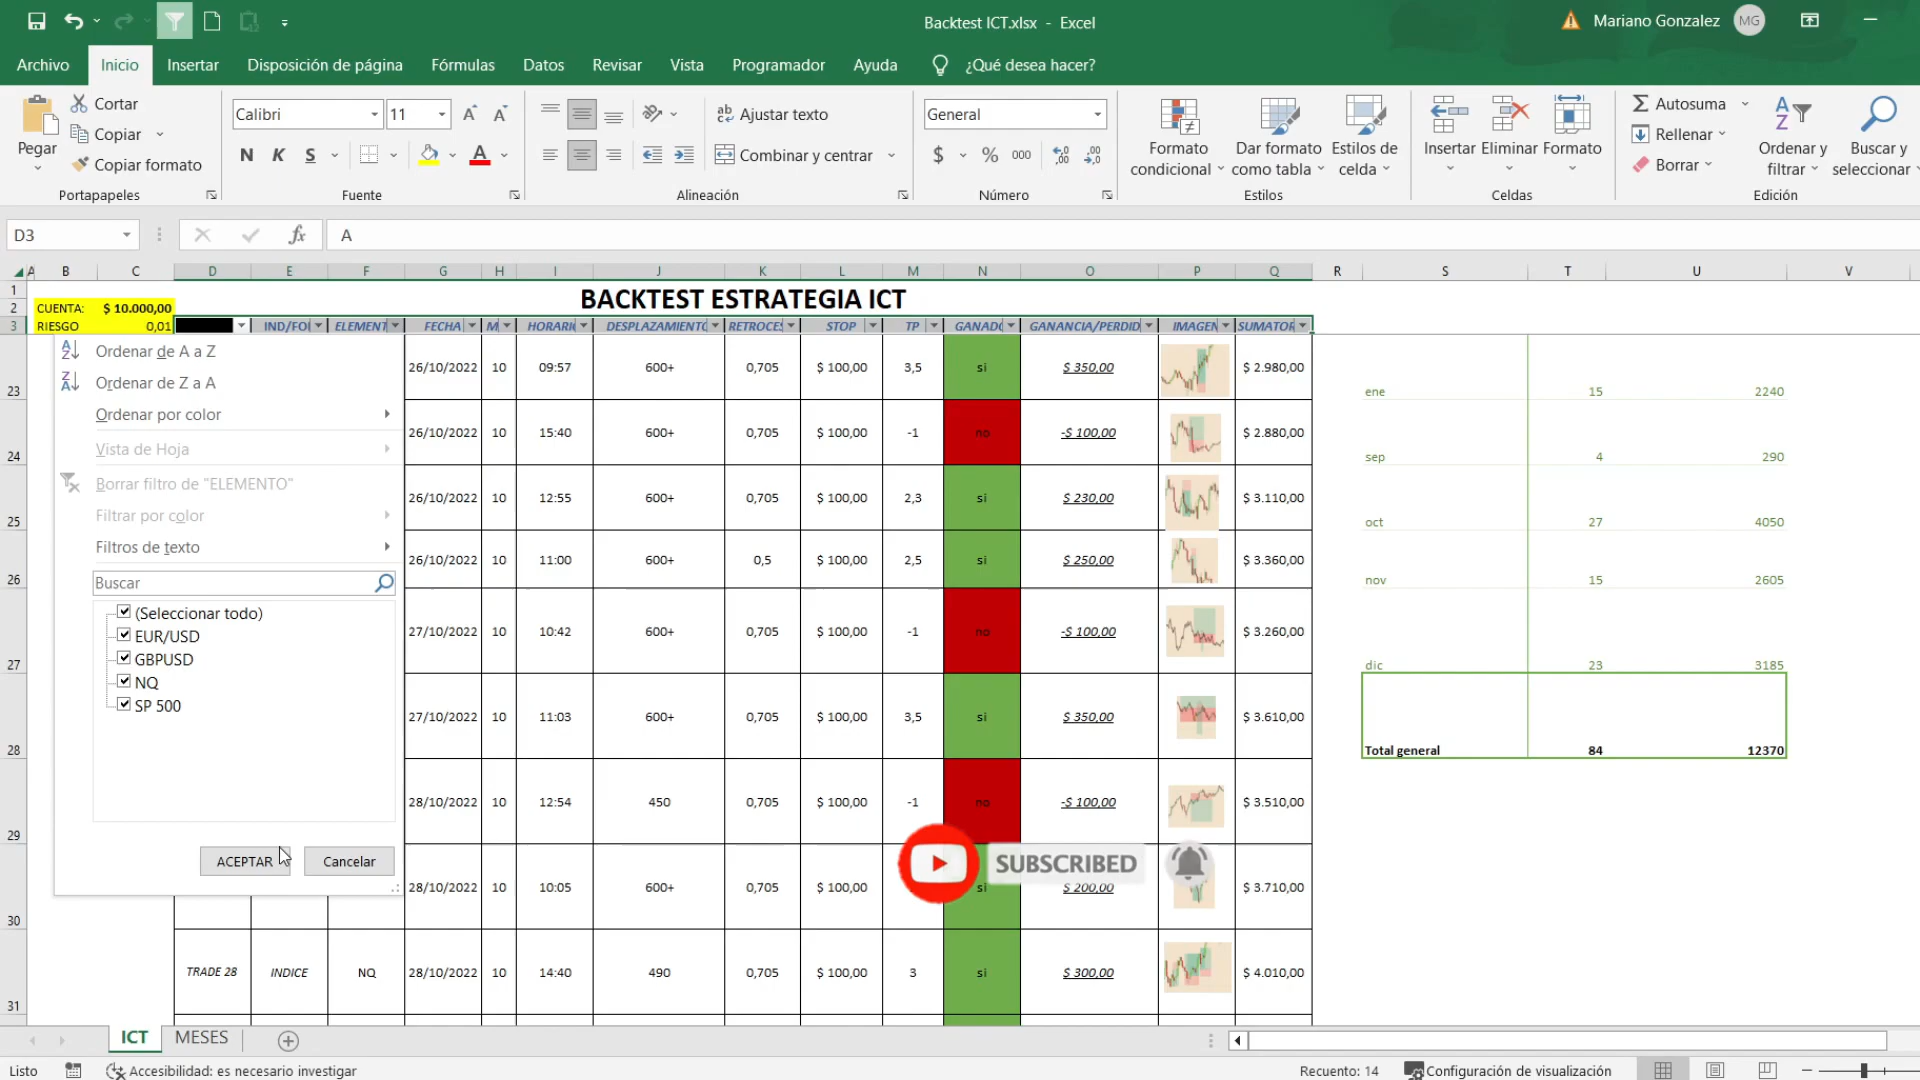 Backtest ICT.xlsx - Excel
Mariano Gonzalez MG
Archivo Inicio Insertar Disposición de página Fórmulas Datos Revisar Vista Programador Ayuda ¿Qué desea hacer?
Pegar Cortar Copiar Copiar formato
Portapapeles
Calibri 11
N K S
Fuente
Ajustar texto
Combinar y centrar
Alineación
General
$ % 000
Número
Formato condicional Dar formato como tabla Estilos de celda
Estilos
Insertar Eliminar Formato
Celdas
Autosuma
Rellenar
Borrar
Ordenar y filtrar Buscar y seleccionar
Edición
D3 fx A
A B C D E F G H I J K L M N O P Q R S T U V
1 BACKTEST ESTRATEGIA ICT
2 CUENTA: $ 10.000,00
3 RIESGO 0,01 IND/FO ELEMENT FECHA M HORARI DESPLAZAMIENTO RETROCES STOP TP GANADO GANANCIA/PERDID IMAGEN SUMATOR
Ordenar de A a Z
Ordenar de Z a A
Ordenar por color
Vista de Hoja
Borrar filtro de "ELEMENTO"
Filtrar por color
Filtros de texto
Buscar
(Seleccionar todo)
EUR/USD
GBPUSD
NQ
SP 500
ACEPTAR Cancelar
23 26/10/2022 10 09:57 600+ 0,705 $ 100,00 3,5 si $ 350,00 $ 2.980,00 ene 15 2240
24 26/10/2022 10 15:40 600+ 0,705 $ 100,00 -1 no -$ 100,00 $ 2.880,00 sep 4 290
25 26/10/2022 10 12:55 600+ 0,705 $ 100,00 2,3 si $ 230,00 $ 3.110,00 oct 27 4050
26 26/10/2022 10 11:00 600+ 0,5 $ 100,00 2,5 si $ 250,00 $ 3.360,00 nov 15 2605
27 27/10/2022 10 10:42 600+ 0,705 $ 100,00 -1 no -$ 100,00 $ 3.260,00 dic 23 3185
28 27/10/2022 10 11:03 600+ 0,705 $ 100,00 3,5 si $ 350,00 $ 3.610,00 Total general 84 12370
29 28/10/2022 10 12:54 450 0,705 $ 100,00 -1 no -$ 100,00 $ 3.510,00
SUBSCRIBED
30 28/10/2022 10 10:05 600+ 0,705 $ 100,00 si $ 200,00 $ 3.710,00
31 TRADE 28 INDICE NQ 28/10/2022 10 14:40 490 0,705 $ 100,00 3 si $ 300,00 $ 4.010,00
ICT MESES
Listo Accesibilidad: es necesario investigar Recuento: 14 Configuración de visualización